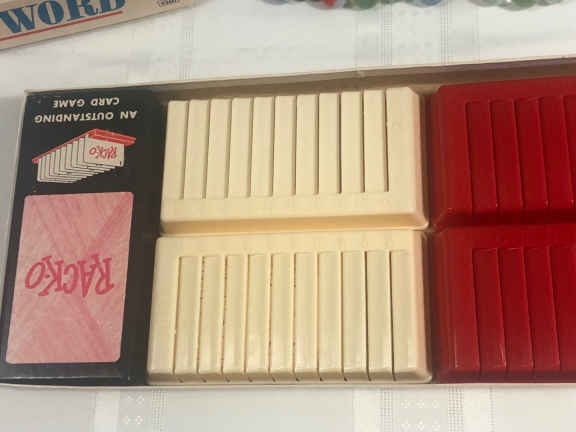 WORD
AN OUTSTANDING
CARD GAME
RACK-O
RACK-O